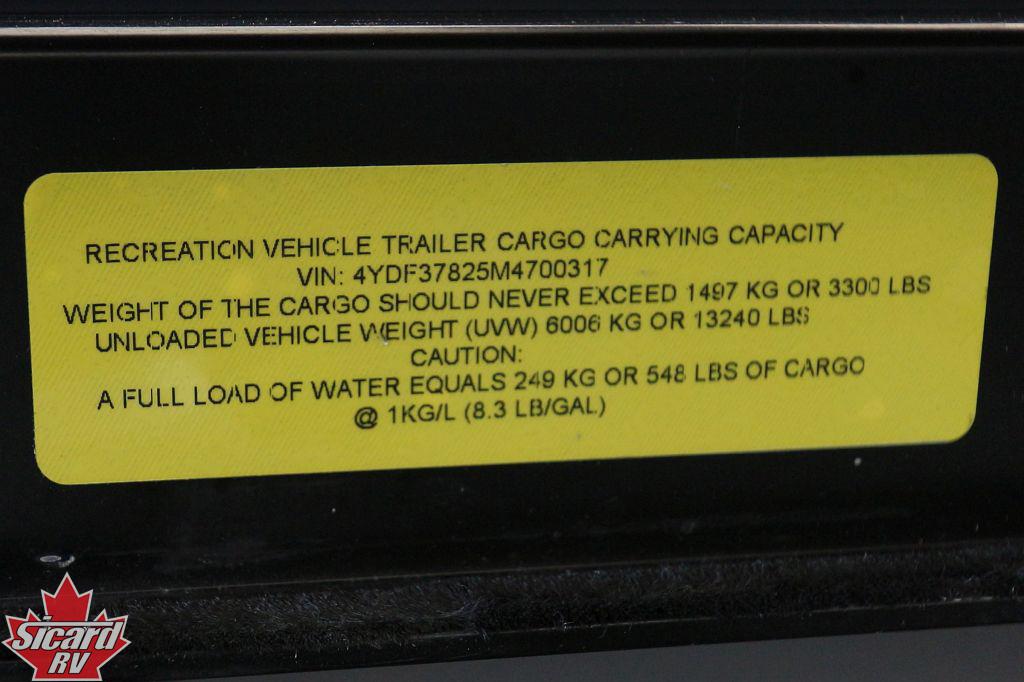 RECREATION VEHICLE TRAILER CARGO CARRYING CAPACITY
VIN: 4YDF37825M4700317
WEIGHT OF THE CARGO SHOULD NEVER EXCEED 1497 KG OR 3300 LBS
UNLOADED VEHICLE WEIGHT (UVW) 6006 KG OR 13240 LBS
CAUTION:
A FULL LOAD OF WATER EQUALS 249 KG OR 548 LBS OF CARGO
@ 1KG/L (8.3 LB/GAL)
Sicard
RV